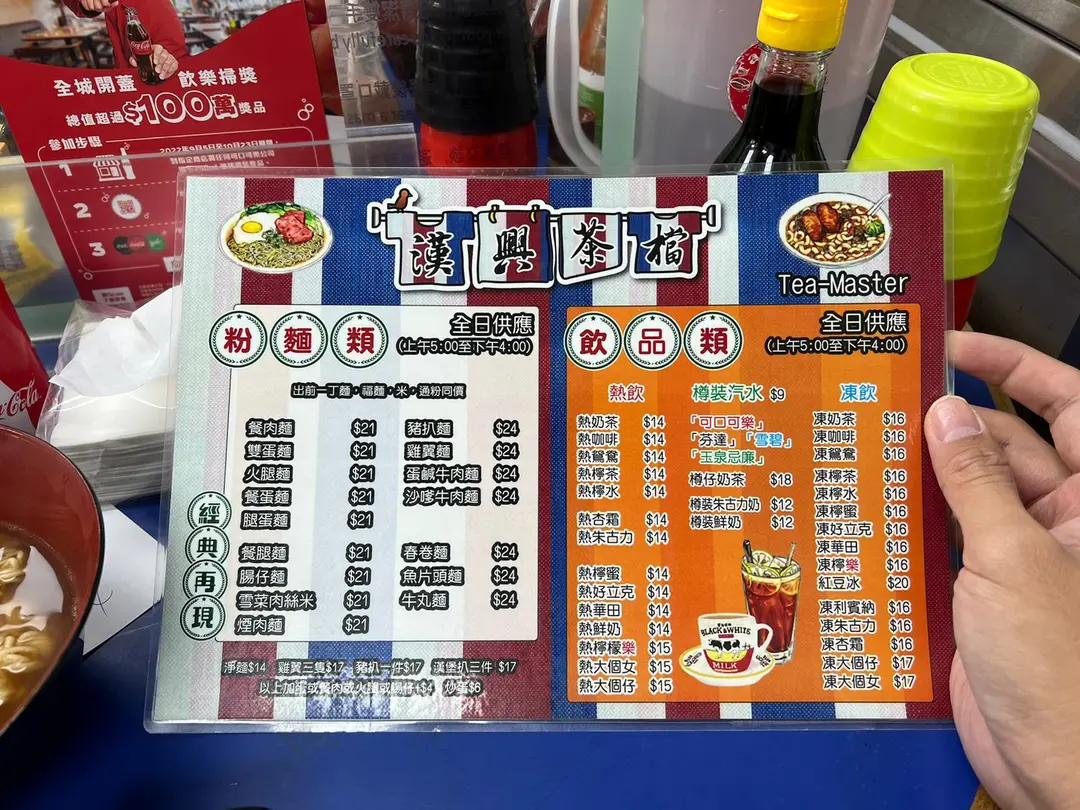 全城開蓋 飲樂掃獎
總值超過$100萬獎品
參加步驟
1
2
3
漢興茶檔
Tea-Master
粉麵類
全日供應
(上午5:00至下午4:00)
出前一丁麵，福麵，米，通粉同價
經典再現
餐肉麵 $21
雙蛋麵 $21
火腿麵 $21
餐蛋麵 $21
腿蛋麵 $21
餐腿麵 $21
腸仔麵 $21
雪菜肉絲米 $21
煙肉麵 $21
豬扒麵 $24
雞翼麵 $24
蛋鹹牛肉麵 $24
沙嗲牛肉麵 $24
春卷麵 $24
魚片頭麵 $24
牛丸麵 $24
淨麵$14 雞翼三隻$17 豬扒一件$17 漢堡扒三件 $17
以上加蛋或餐肉或火腿或腸仔+$4 炒蛋$6
飲品類
全日供應
(上午5:00至下午4:00)
熱飲
熱奶茶 $14
熱咖啡 $14
熱鴛鴦 $14
熱檸茶 $14
熱檸水 $14
熱杏霜 $14
熱朱古力 $14
熱檸蜜 $14
熱好立克 $14
熱華田 $14
熱鮮奶 $14
熱檸檬樂 $15
熱大個女 $15
熱大個仔 $15
樽裝汽水 $9
「可口可樂」
「芬達」「雪碧」
「玉泉忌廉」
樽仔奶茶 $18
樽裝朱古力奶 $12
樽裝鮮奶 $12
BLACK&WHITE
MILK
凍飲
凍奶茶 $16
凍咖啡 $16
凍鴛鴦 $16
凍檸茶 $16
凍檸水 $16
凍檸蜜 $16
凍好立克 $16
凍華田 $16
凍檸樂 $16
紅豆冰 $20
凍利賓納 $16
凍朱古力 $16
凍杏霜 $16
凍大個仔 $17
凍大個女 $17